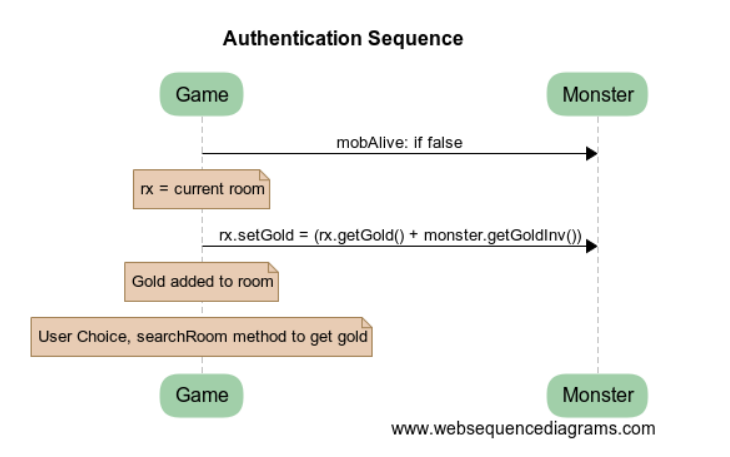 Authentication Sequence
Game
Monster
mobAlive: if false
rx = current room
rx.setGold = (rx.getGold() + monster.getGoldInv())
Gold added to room
User Choice, searchRoom method to get gold
Game
Monster
www.websequencediagrams.com